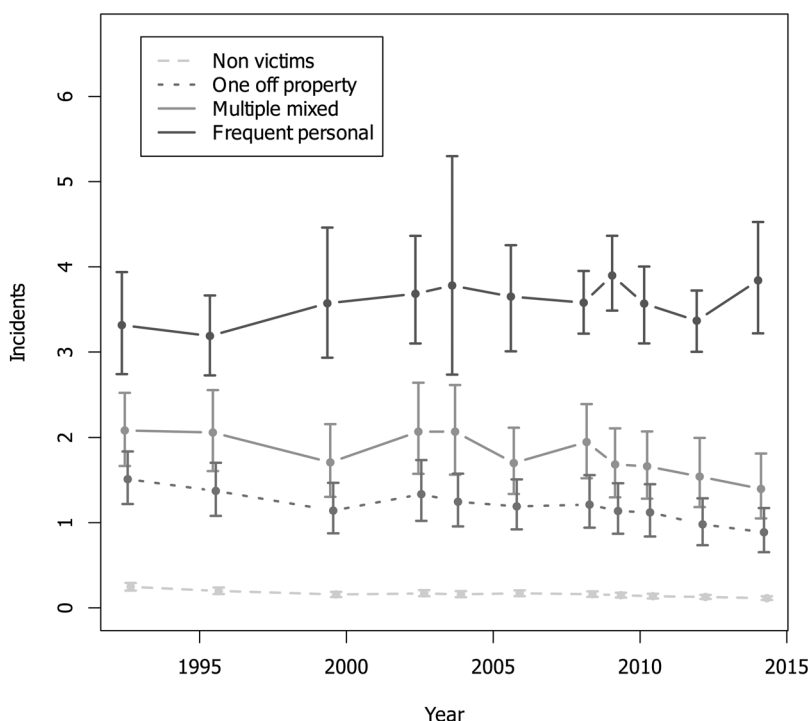 Non victims
One off property
Multiple mixed
Frequent personal
6
5
4
3
2
1
0
Incidents
1995
2000
2005
2010
2015
Year